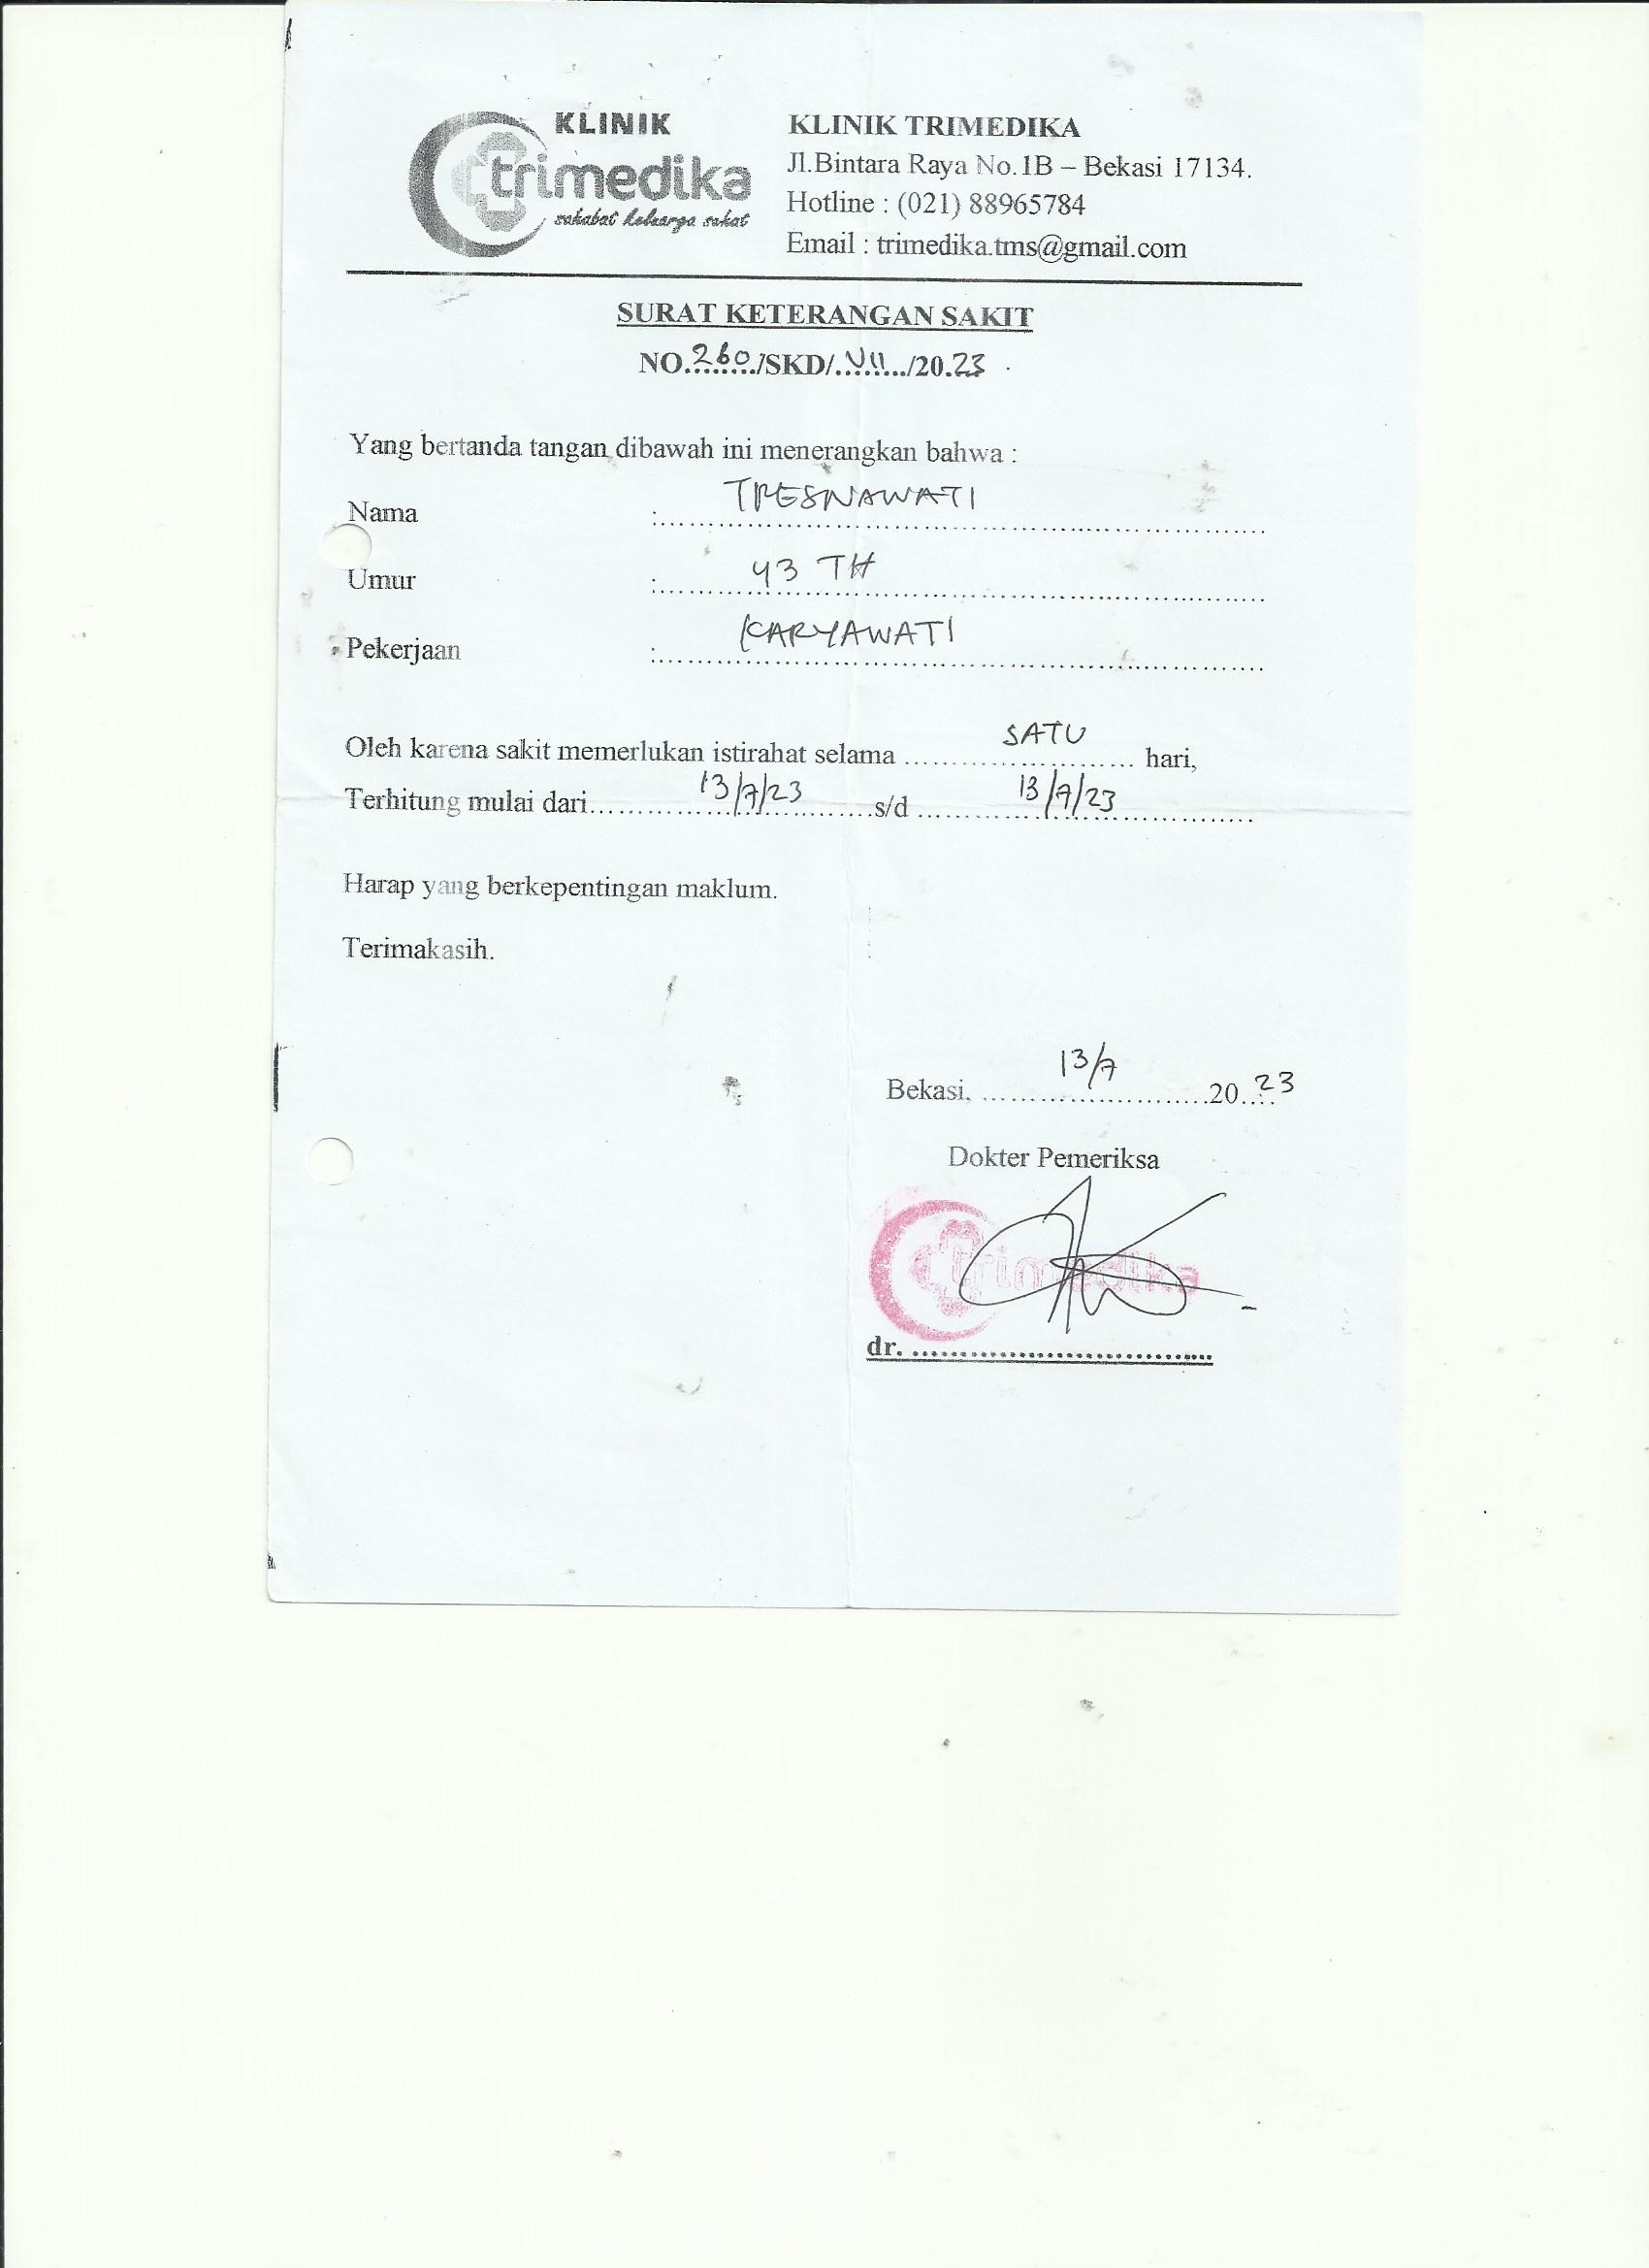 KLINIK
trimedika
sahabat keluarga sehat
KLINIK TRIMEDIKA
Jl.Bintara Raya No.1B – Bekasi 17134.
Hotline : (021) 88965784
Email : trimedika.tms@gmail.com
SURAT KETERANGAN SAKIT
NO.260/SKD/.VII../20.23
Yang bertanda tangan dibawah ini menerangkan bahwa :
Nama : TRESNAWATI
Umur : 43 TH
Pekerjaan : KARYAWATI
Oleh karena sakit memerlukan istirahat selama SATU hari,
Terhitung mulai dari 13/7/23 s/d 13/7/23
Harap yang berkepentingan maklum.
Terimakasih.
Bekasi, 13/7 2023
Dokter Pemeriksa
trimedika
dr. ..............................